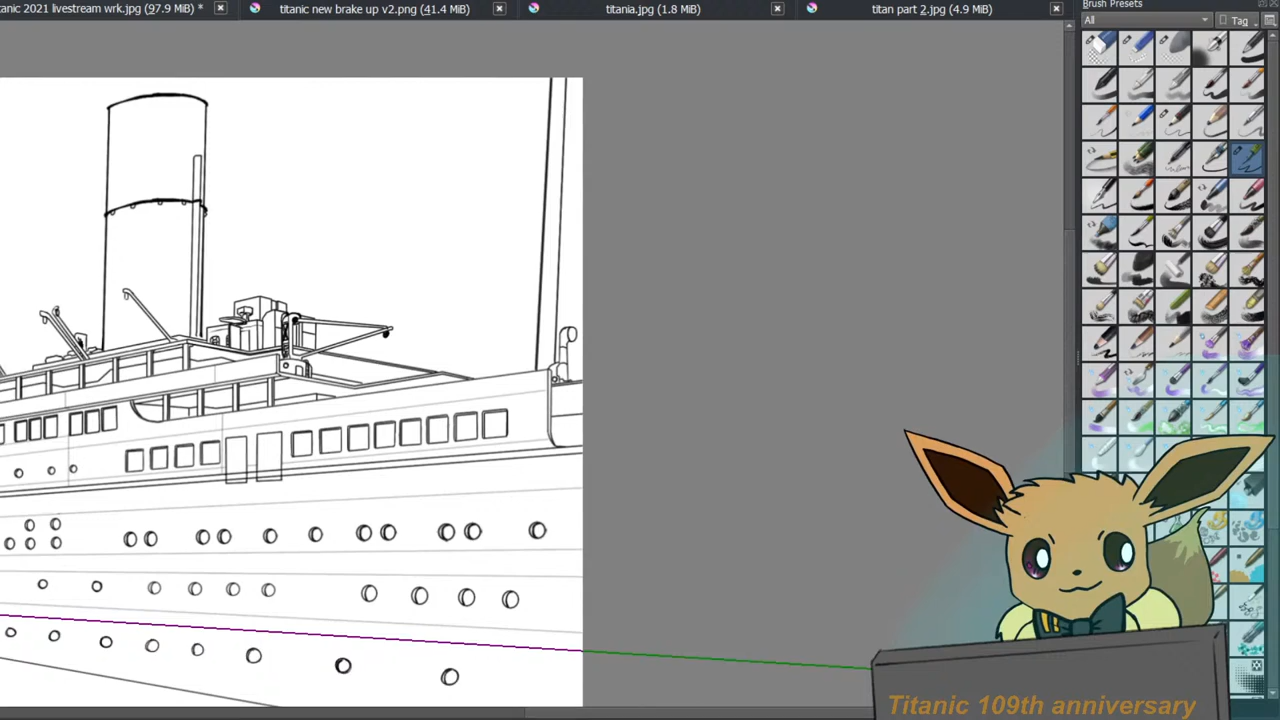 anic 2021 livestream wrk.jpg (97.9 MiB) *
titanic new brake up v2.png (41.4 MiB)
titania.jpg (1.8 MiB)
titan part 2.jpg (4.9 MiB)
Brush Presets
All
Tag
Titanic 109th anniversary